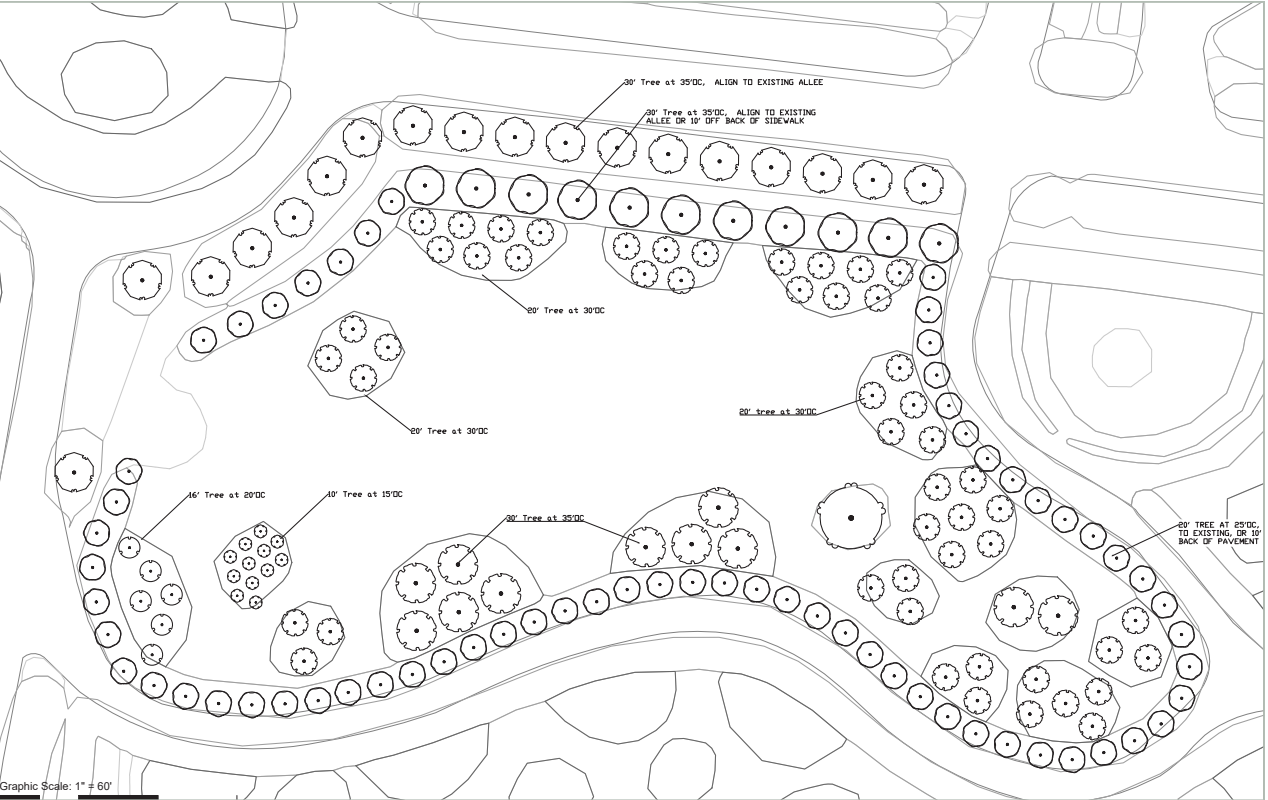 30' Tree at 35'OC, ALIGN TO EXISTING ALLEE
30' Tree at 35'OC, ALIGN TO EXISTING
ALLEE OR 10' OFF BACK OF SIDEWALK
20' Tree at 30'OC
20' tree at 30'OC
20' Tree at 30'OC
16' Tree at 20'OC
10' Tree at 15'OC
30' Tree at 35'OC
20' TREE AT 25'OC,
TO EXISTING, OR 10'
BACK OF PAVEMENT
Graphic Scale: 1" = 60'